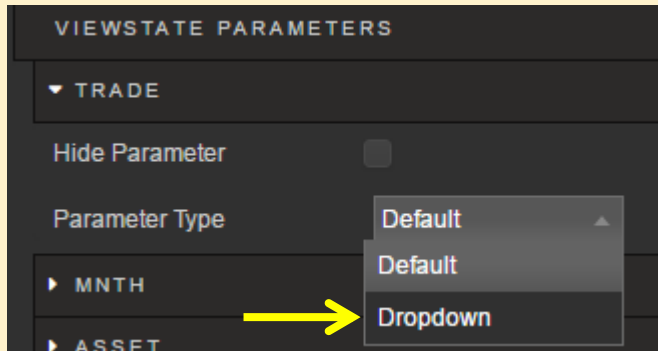 VIEWSTATE PARAMETERS
TRADE
Hide Parameter
Parameter Type Default
Default
MNTH
Dropdown
ASSET